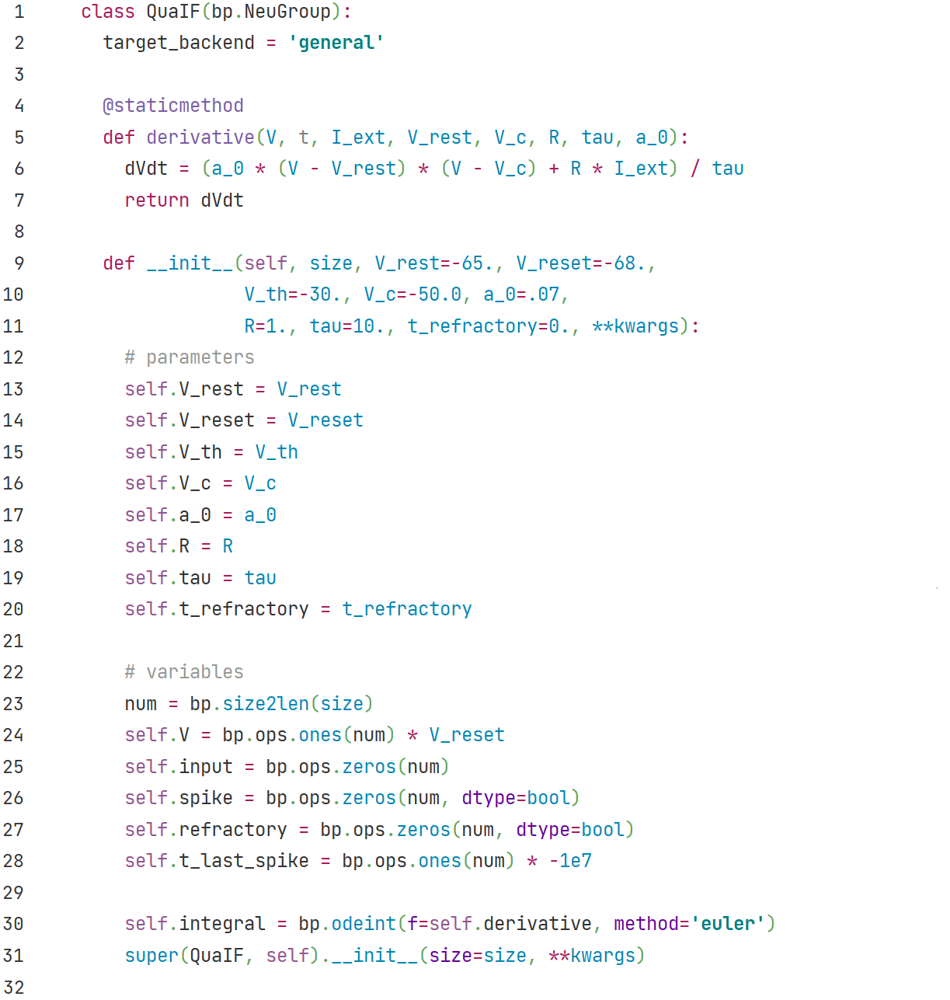 1 class QuaIF(bp.NeuGroup):
2 target_backend = 'general'
3
4 @staticmethod
5 def derivative(V, t, I_ext, V_rest, V_c, R, tau, a_0):
6 dVdt = (a_0 * (V - V_rest) * (V - V_c) + R * I_ext) / tau
7 return dVdt
8
9 def __init__(self, size, V_rest=-65., V_reset=-68.,
10 V_th=-30., V_c=-50.0, a_0=.07,
11 R=1., tau=10., t_refractory=0., **kwargs):
12 # parameters
13 self.V_rest = V_rest
14 self.V_reset = V_reset
15 self.V_th = V_th
16 self.V_c = V_c
17 self.a_0 = a_0
18 self.R = R
19 self.tau = tau
20 self.t_refractory = t_refractory
21
22 # variables
23 num = bp.size2len(size)
24 self.V = bp.ops.ones(num) * V_reset
25 self.input = bp.ops.zeros(num)
26 self.spike = bp.ops.zeros(num, dtype=bool)
27 self.refractory = bp.ops.zeros(num, dtype=bool)
28 self.t_last_spike = bp.ops.ones(num) * -1e7
29
30 self.integral = bp.odeint(f=self.derivative, method='euler')
31 super(QuaIF, self).__init__(size=size, **kwargs)
32